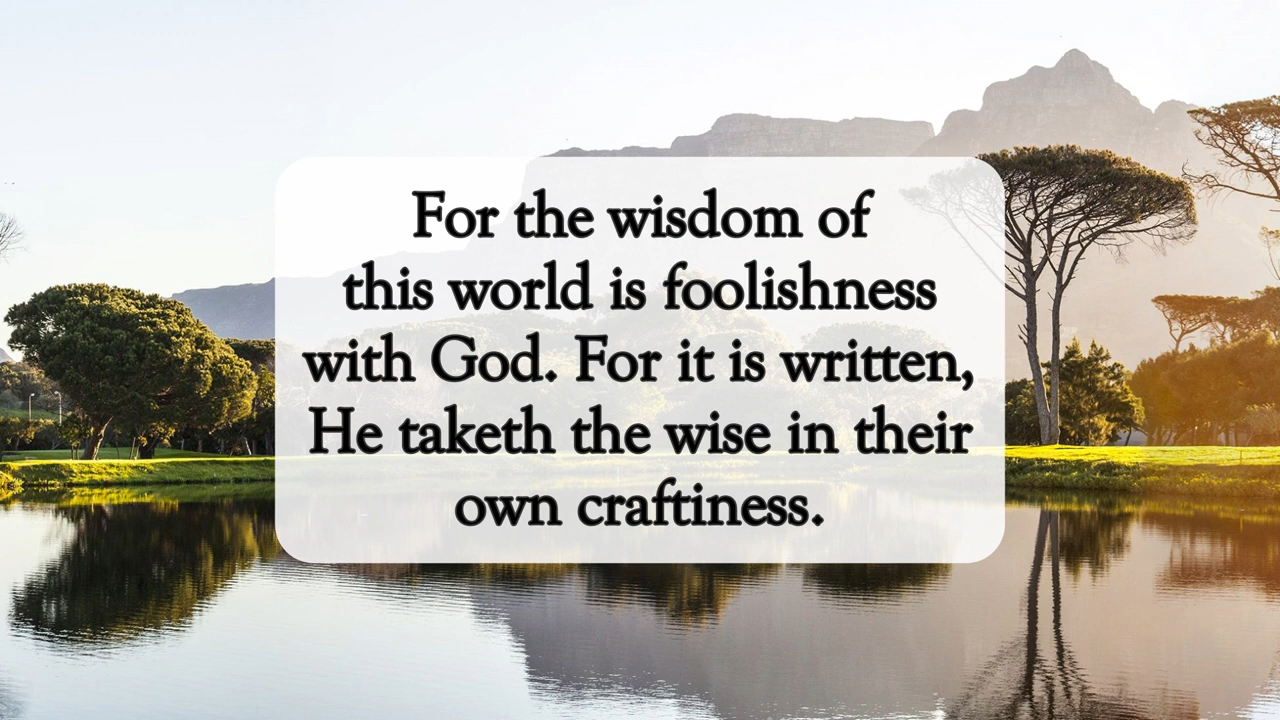 For the wisdom of
this world is foolishness
with God. For it is written,
He taketh the wise in their
own craftiness.